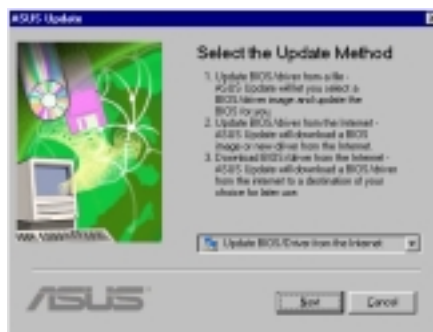 ASUS Update
Select the Update Method
1. Update BIOS/driver from a file -
ASUS Update will let you select a
BIOS/driver image and update the
BIOS for you.
2. Update BIOS/driver from the Internet -
ASUS Update will download a BIOS
image or new driver from the Internet.
3. Download BIOS/driver from the Internet -
ASUS Update will download a BIOS/driver
from the internet to a destination of your
choice for later use.
Update BIOS/Driver from the Internet
ASUS
Next
Cancel